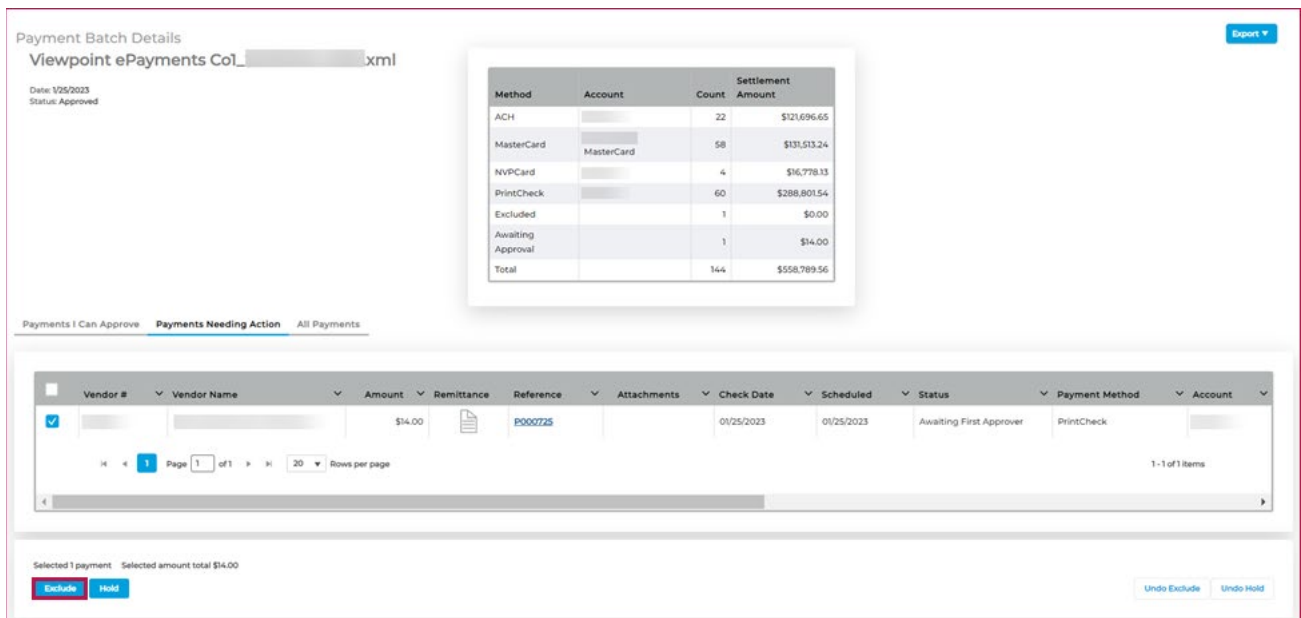 Export ▼
Payment Batch Details
Viewpoint ePayments Co1_ .xml
Date: 1/25/2023
Status: Approved
Method Account Count Settlement Amount
ACH 22 $121,696.65
MasterCard MasterCard 58 $131,513.24
NVPCard 4 $16,778.13
PrintCheck 60 $288,801.54
Excluded 1 $0.00
Awaiting Approval 1 $14.00
Total 144 $558,789.56
Payments I Can Approve Payments Needing Action All Payments
Vendor # Vendor Name Amount Remittance Reference Attachments Check Date Scheduled Status Payment Method Account
$14.00 P000725 01/25/2023 01/25/2023 Awaiting First Approver PrintCheck
1 Page 1 of 1 20 ▼ Rows per page 1 - 1 of 1 items
Selected 1 payment Selected amount total $14.00
Exclude Hold Undo Exclude Undo Hold